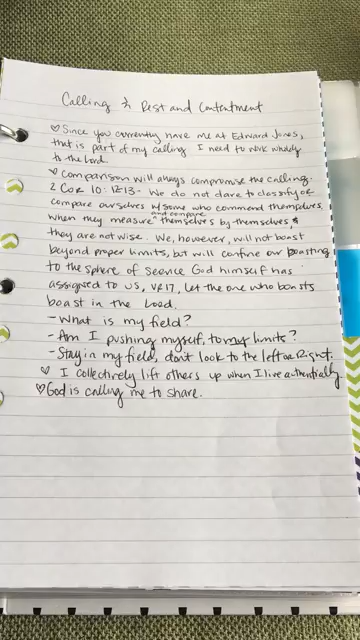 Calling → Rest and Contentment
♡ Since you currently have me at Edward Jones,
that is part of my calling I need to work wholely
to the Lord.
♡ Comparisons will always compromise the calling.
2 Cor 10:12-13 - We do not dare to classify or
compare ourselves w/ some who commend themselves,
when they measure themselves by themselves, &
and compare
they are not wise. We, however, will not boast
beyond proper limits, but will confine our boasting
to the sphere of service God himself has
assigned to us, vs 17, Let the one who boasts
boast in the Lord.
- What is my field?
- Am I pushing myself, to my limits?
- Stay in my field, don't look to the left or Right.
♡ I collectively lift others up when I live authentically.
♡ God is calling me to share.